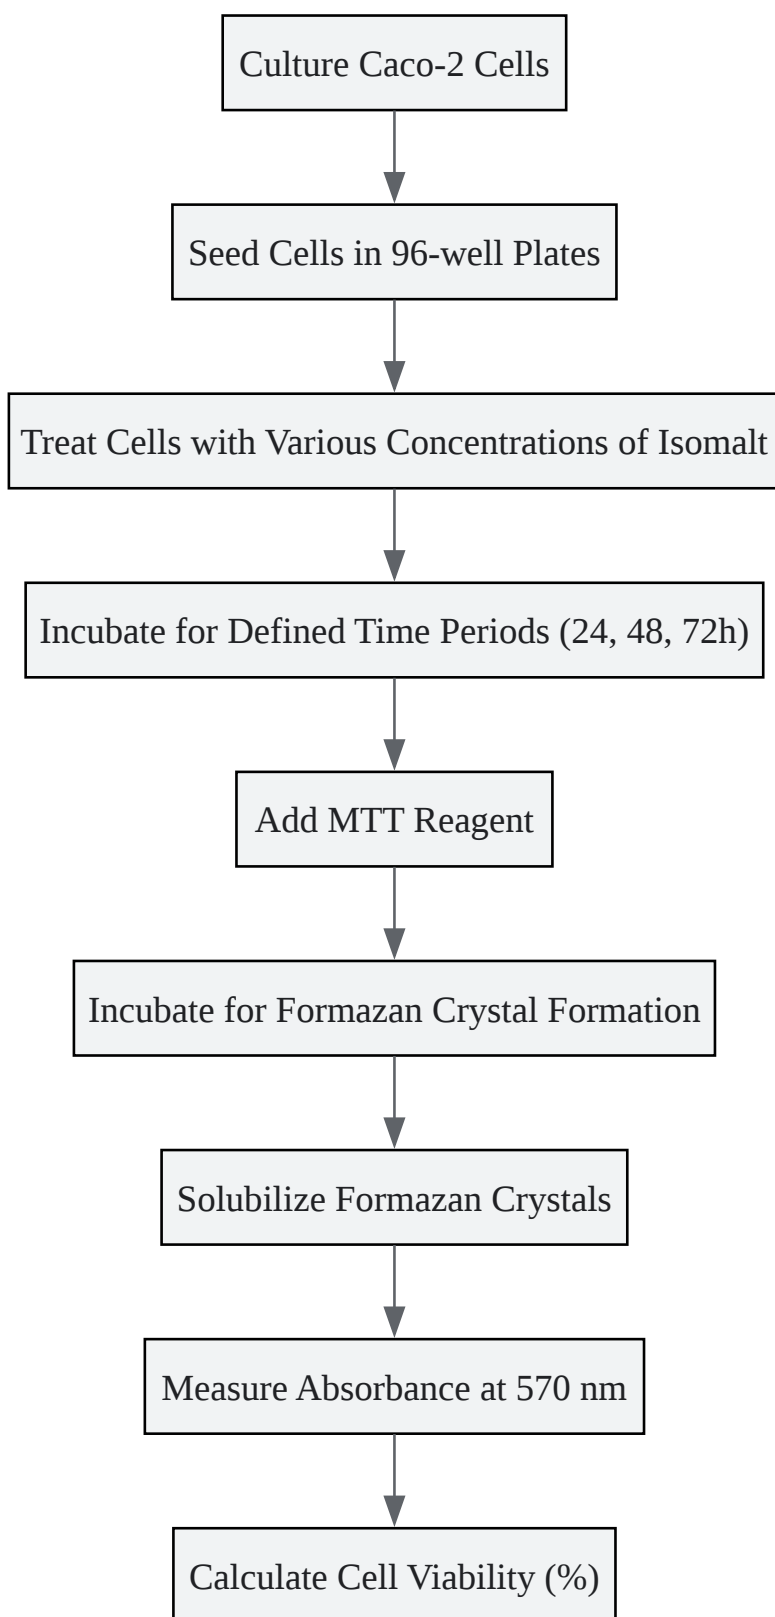 Culture Caco-2 Cells
Seed Cells in 96-well Plates
Treat Cells with Various Concentrations of Isomalt
Incubate for Defined Time Periods (24, 48, 72h)
Add MTT Reagent
Incubate for Formazan Crystal Formation
Solubilize Formazan Crystals
Measure Absorbance at 570 nm
Calculate Cell Viability (%)